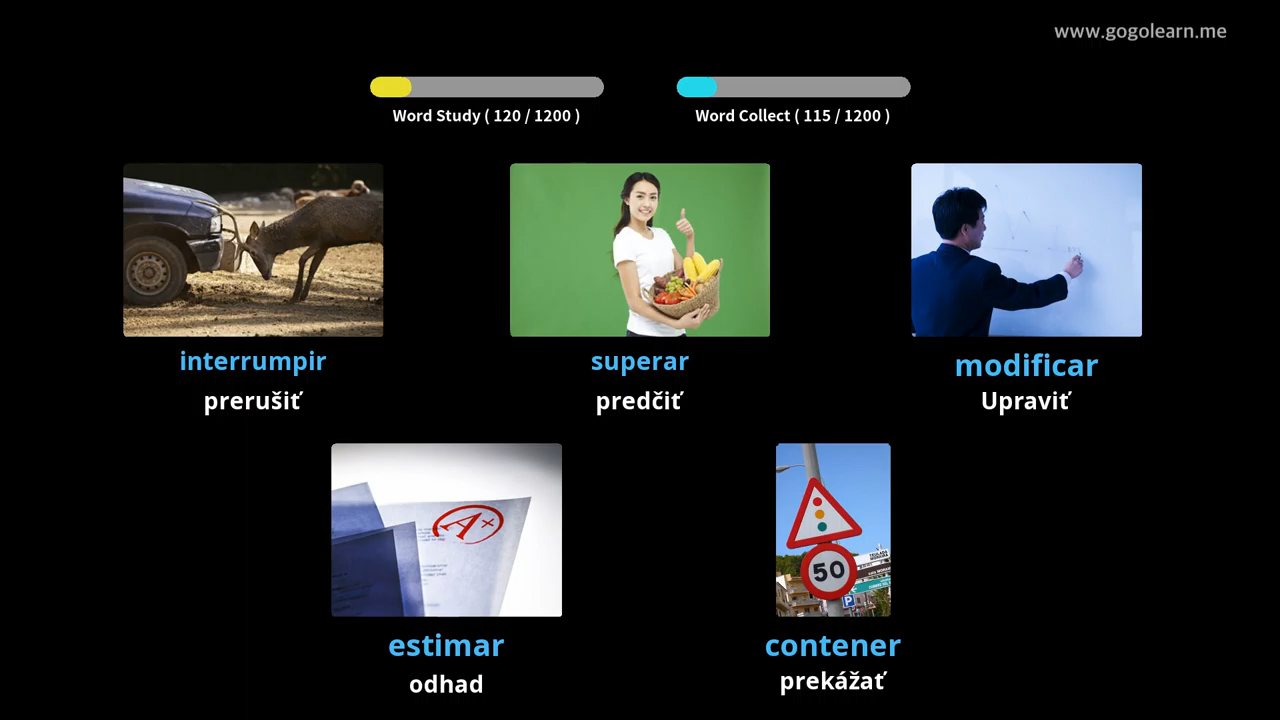 www.gogolearn.me
Word Study ( 120 / 1200 )
Word Collect ( 115 / 1200 )
interrumpir
prerušiť
superar
predčiť
modificar
Upraviť
A+
50
P
estimar
odhad
contener
prekážať